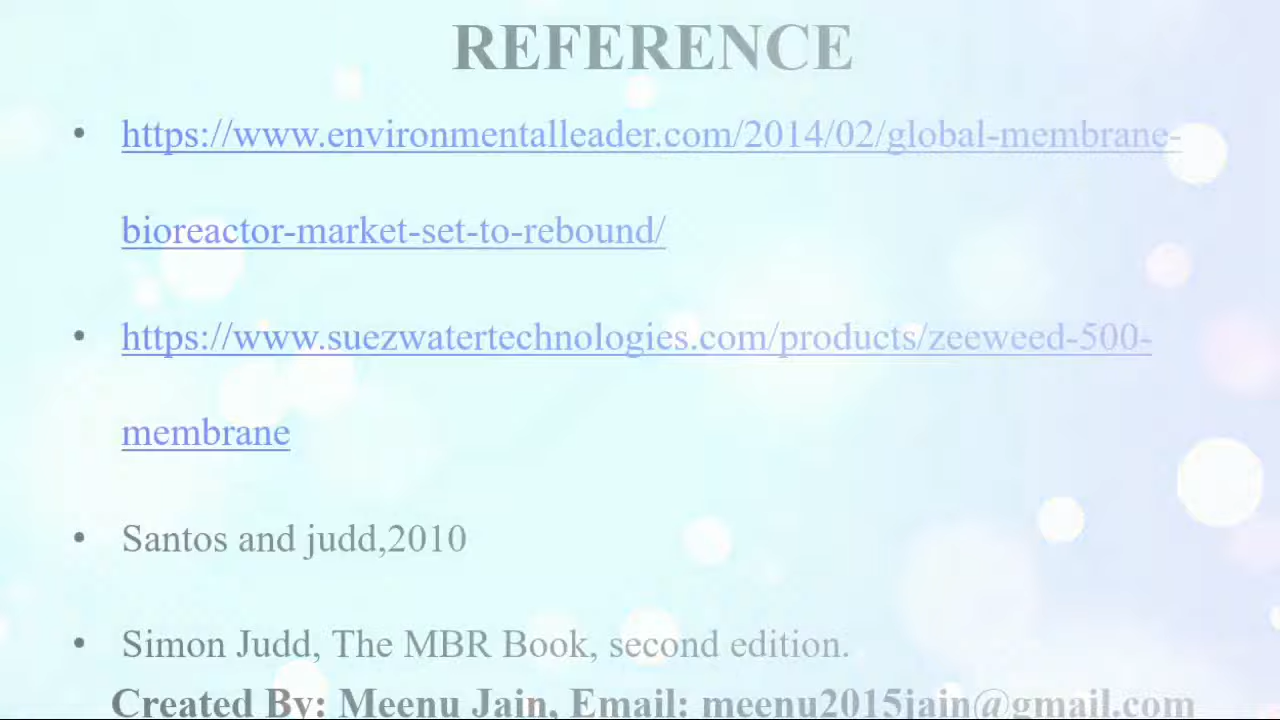 REFERENCE
• https://www.environmentalleader.com/2014/02/global-membrane-
bioreactor-market-set-to-rebound/
• https://www.suezwatertechnologies.com/products/zeeweed-500-
membrane
• Santos and judd,2010
• Simon Judd, The MBR Book, second edition.
Created By: Meenu Jain, Email: meenu2015jain@gmail.com